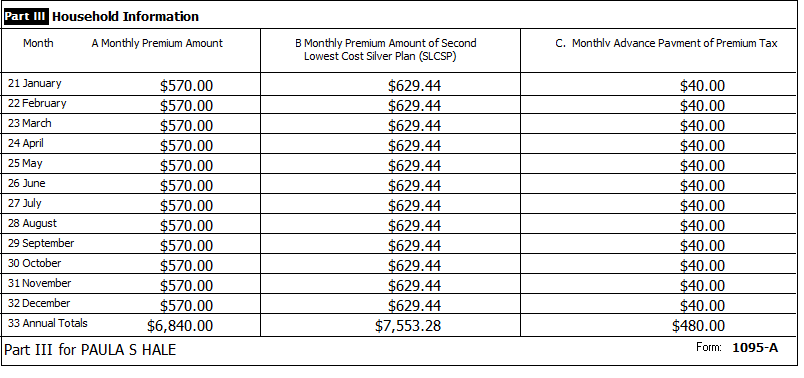 Part III Household Information
Month A Monthly Premium Amount B Monthly Premium Amount of Second C. Monthly Advance Payment of Premium Tax
Lowest Cost Silver Plan (SLCSP)
21 January $570.00 $629.44 $40.00
22 February $570.00 $629.44 $40.00
23 March $570.00 $629.44 $40.00
24 April $570.00 $629.44 $40.00
25 May $570.00 $629.44 $40.00
26 June $570.00 $629.44 $40.00
27 July $570.00 $629.44 $40.00
28 August $570.00 $629.44 $40.00
29 September $570.00 $629.44 $40.00
30 October $570.00 $629.44 $40.00
31 November $570.00 $629.44 $40.00
32 December $570.00 $629.44 $40.00
33 Annual Totals $6,840.00 $7,553.28 $480.00
Part III for PAULA S HALE Form: 1095-A